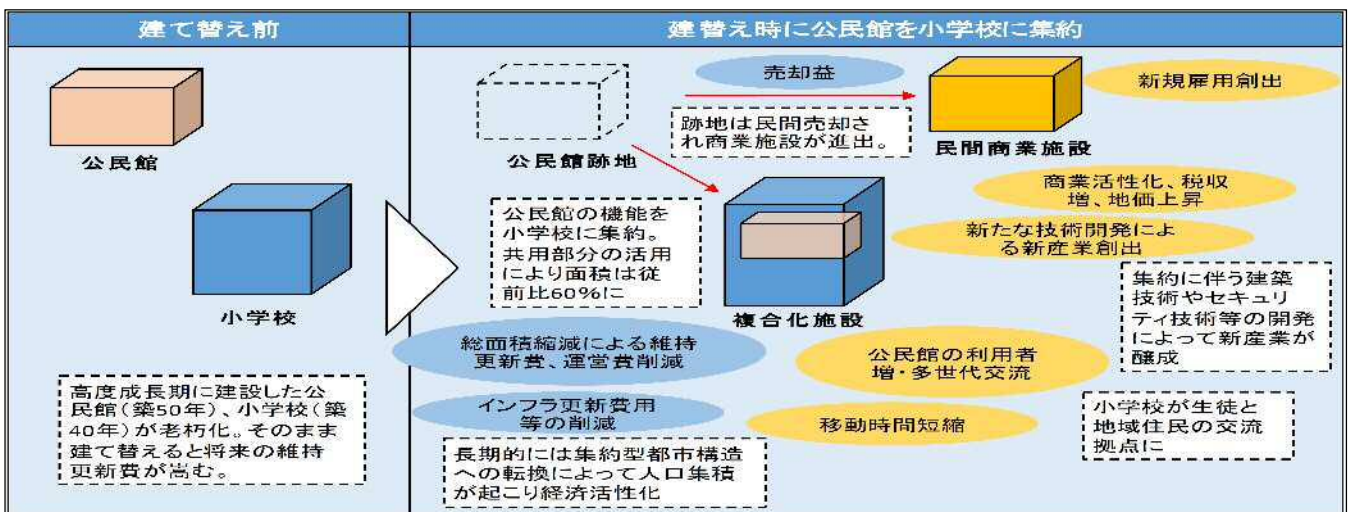 建て替え前
公民館
小学校
高度成長期に建設した公
民館(築50年)、小学校(築
40年)が老朽化。そのまま
建て替えると将来の維持
更新費が嵩む。
建替え時に公民館を小学校に集約
公民館跡地
売却益
跡地は民間売却さ
れ商業施設が進出。
民間商業施設
新規雇用創出
商業活性化、税収
増、地価上昇
公民館の機能を
小学校に集約。
共用部分の活用
により面積は従
前比60%に
複合化施設
新たな技術開発によ
る新産業創出
集約に伴う建築
技術やセキュリ
ティ技術等の開発
によって新産業が
醸成
総面積縮減による維持
更新費、運営費削減
公民館の利用者
増・多世代交流
インフラ更新費用
等の削減
移動時間短縮
小学校が生徒と
地域住民の交流
拠点に
長期的には集約型都市構造
への転換によって人口集積
が起こり経済活性化